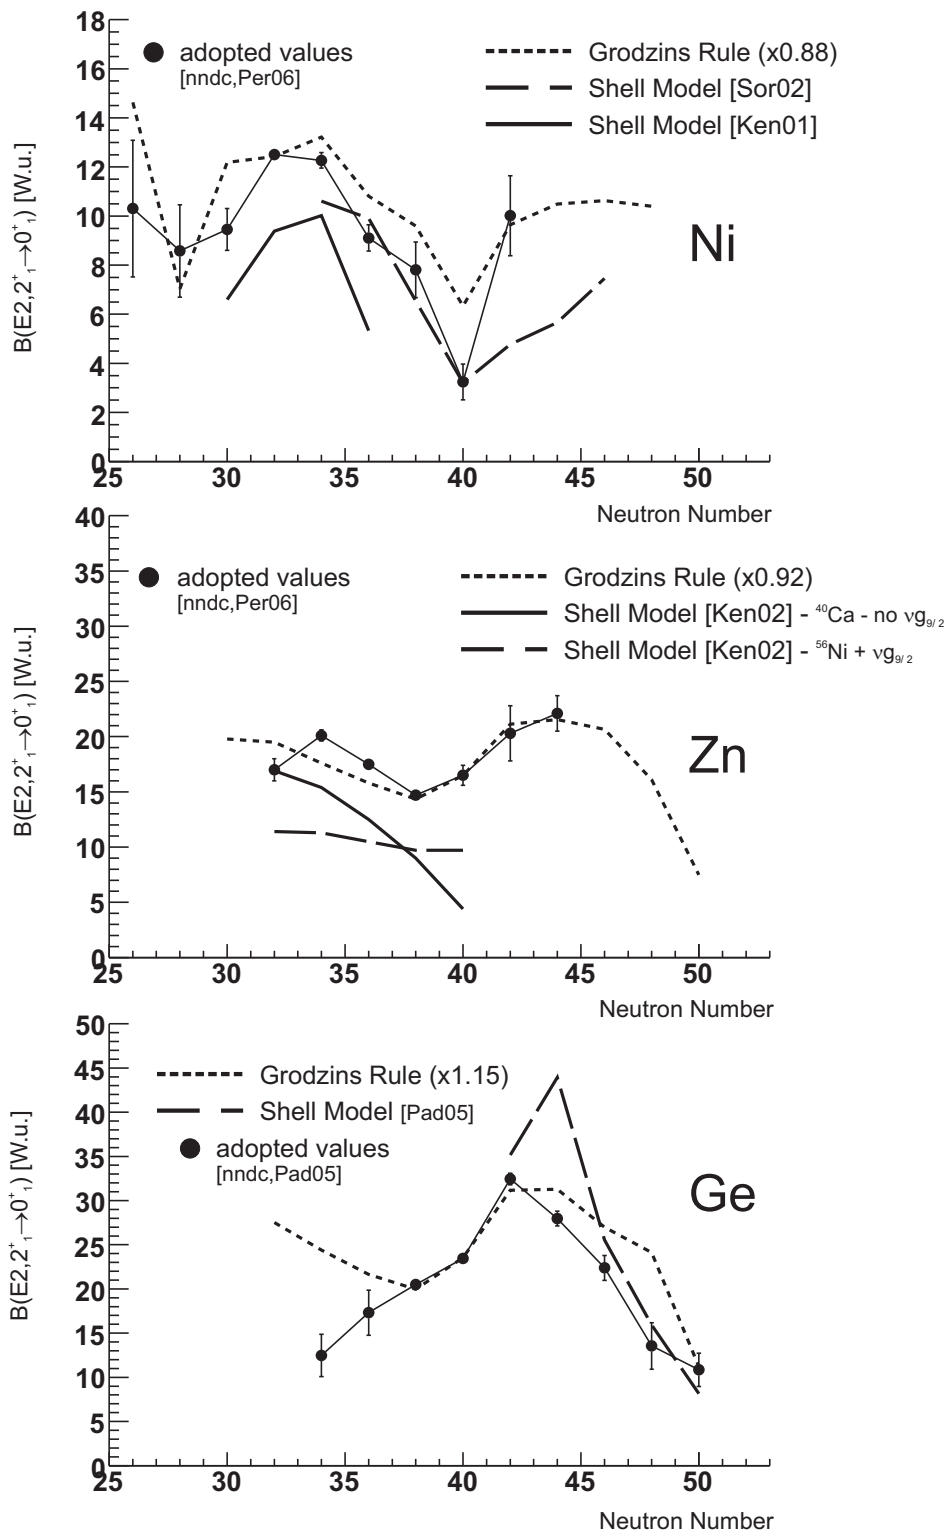 18
16
14
12
10
8
6
4
2
0
B(E2,2⁺₁→0⁺₁) [W.u.]
adopted values
[nndc,Per06]
Grodzins Rule (x0.88)
Shell Model [Sor02]
Shell Model [Ken01]
Ni
25 30 35 40 45 50
Neutron Number
40
35
30
25
20
15
10
5
0
B(E2,2⁺₁→0⁺₁) [W.u.]
adopted values
[nndc,Per06]
Grodzins Rule (x0.92)
Shell Model [Ken02] - ⁴⁰Ca - no νg9/2
Shell Model [Ken02] - ⁵⁶Ni + νg9/2
Zn
25 30 35 40 45 50
Neutron Number
50
45
40
35
30
25
20
15
10
5
0
B(E2,2⁺₁→0⁺₁) [W.u.]
Grodzins Rule (x1.15)
Shell Model [Pad05]
adopted values
[nndc,Pad05]
Ge
25 30 35 40 45 50
Neutron Number